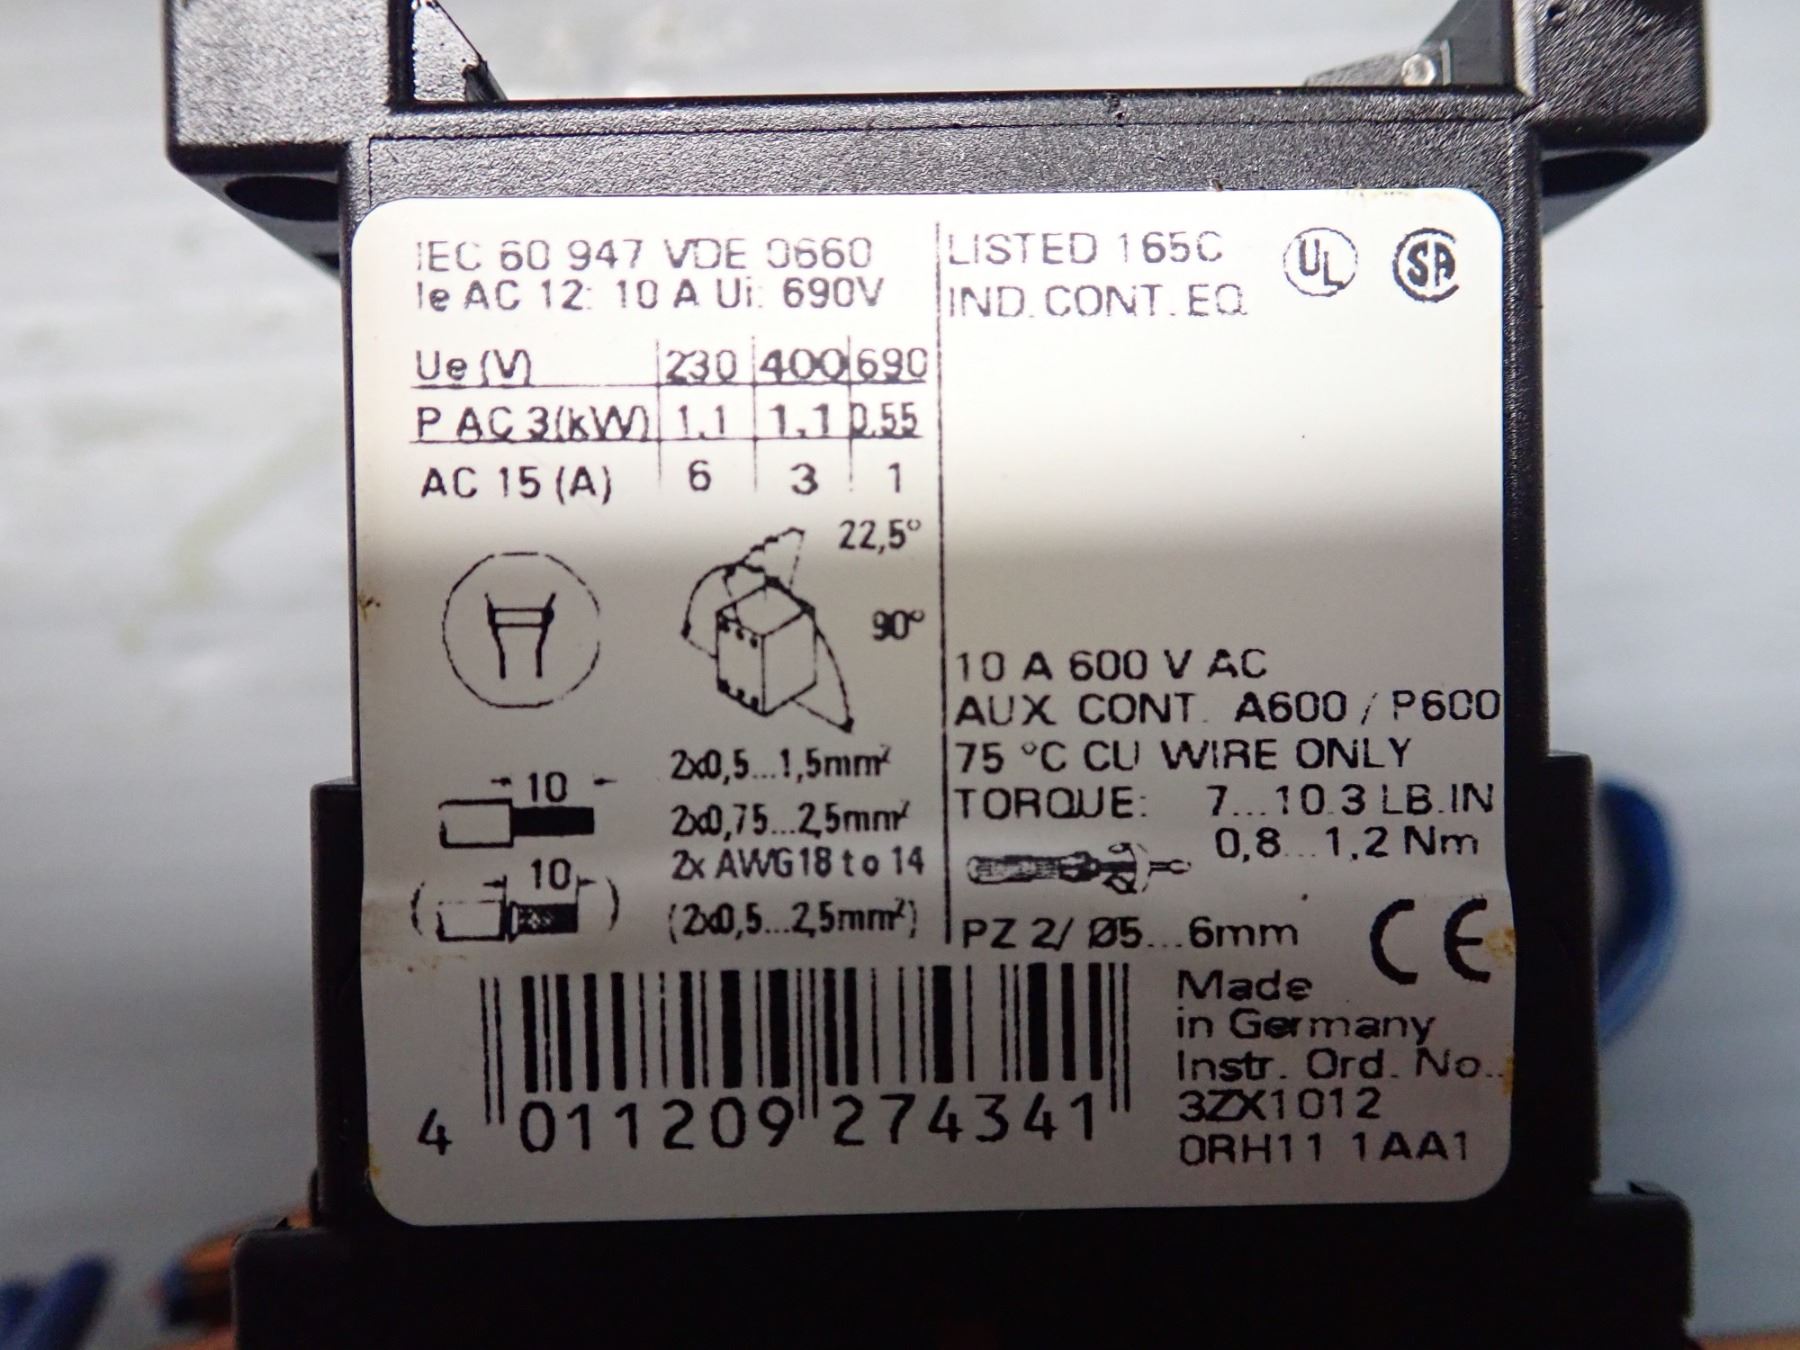 IEC 60 947 VDE 0660
Ie AC 12: 10 A Ui: 690V
Ue (V) 230 400 690
P AC 3(kW) 1.1 1.1 0.55
AC 15 (A) 6 3 1
22,5°
90°
10
2x0,5...1,5mm²
2x0,75...2,5mm²
2x AWG18 to 14
10
(2x0,5...2,5mm²)
LISTED 165C
IND. CONT. EQ.
UL
SA
10 A 600 V AC
AUX. CONT. A600 / P600
75 °C CU WIRE ONLY
TORQUE: 7...10.3 LB.IN
0,8...1,2 Nm
PZ 2/ Ø5...6mm
CE
Made
in Germany
Instr. Ord. No.:
3ZX1012
0RH11 1AA1
4 011209 274341